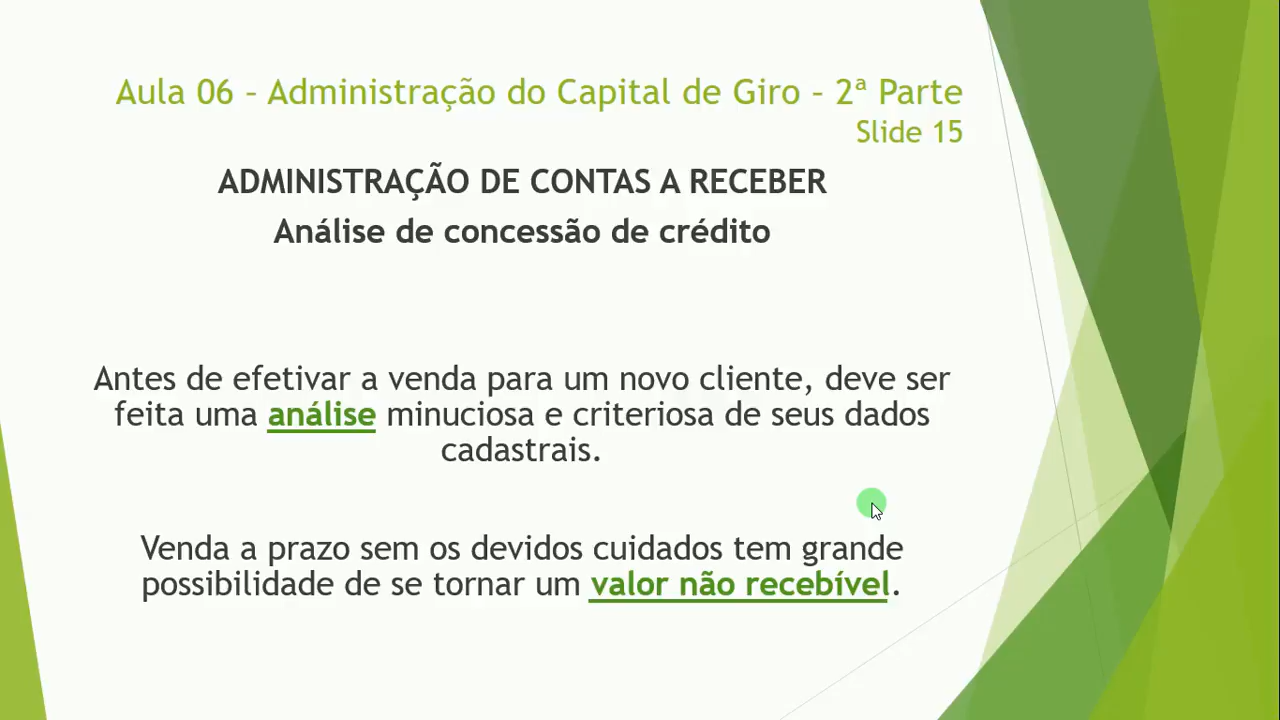 Aula 06 – Administração do Capital de Giro – 2ª Parte
Slide 15
ADMINISTRAÇÃO DE CONTAS A RECEBER
Análise de concessão de crédito
Antes de efetivar a venda para um novo cliente, deve ser
feita uma análise minuciosa e criteriosa de seus dados
cadastrais.
Venda a prazo sem os devidos cuidados tem grande
possibilidade de se tornar um valor não recebível.